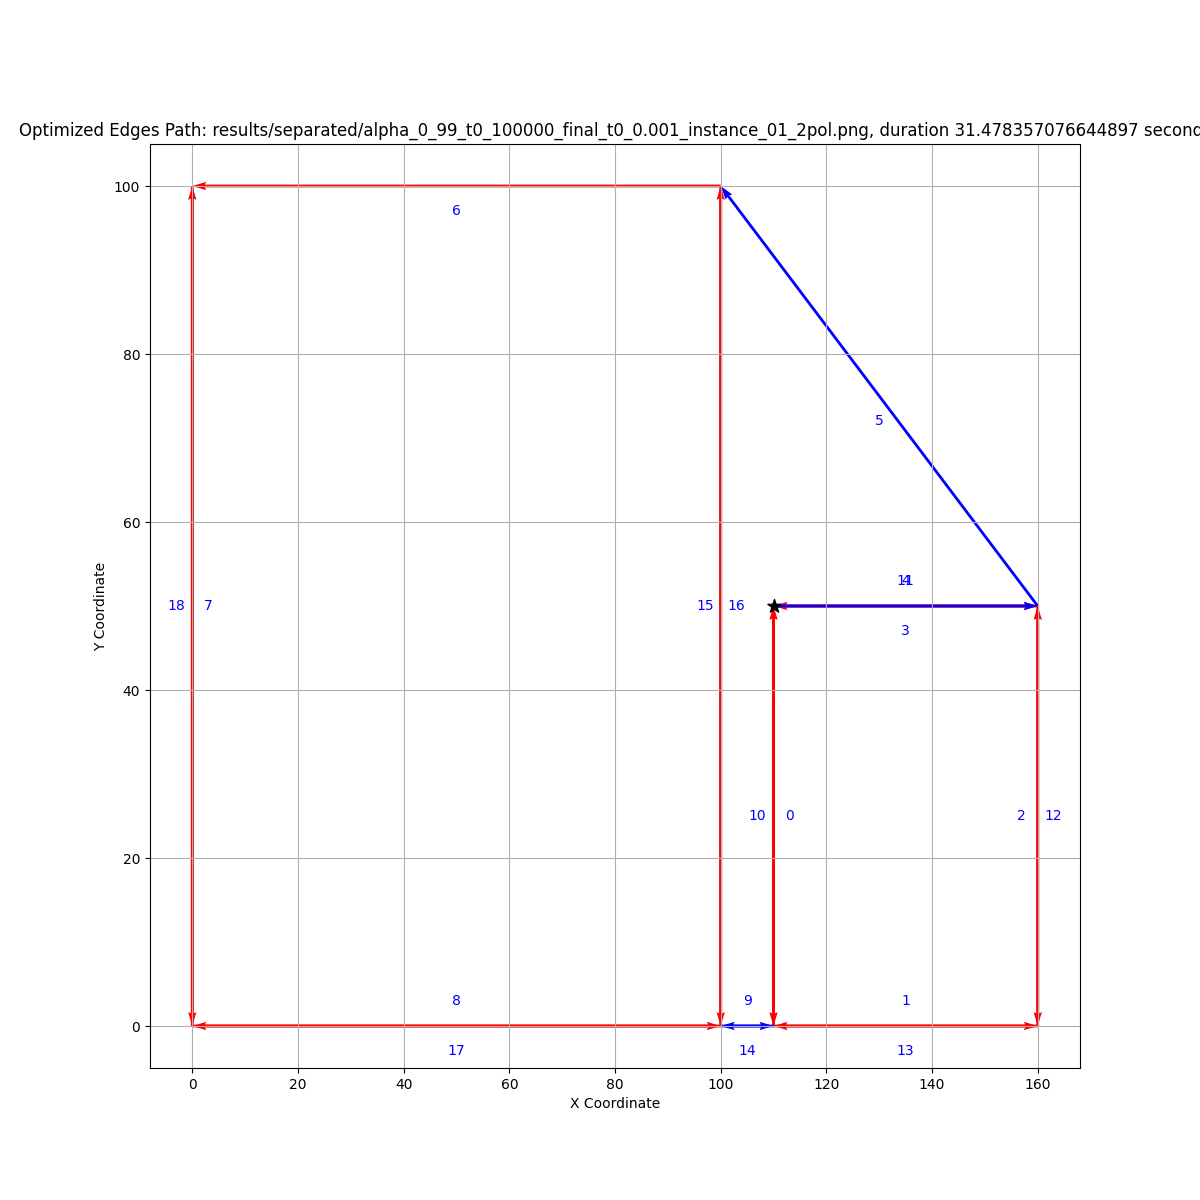 Optimized Edges Path: results/separated/alpha_0_99_t0_100000_final_t0_0.001_instance_01_2pol.png, duration 31.478357076644897 second
100
6
80
5
60
4
18 7 15 16
3
40
10 0 2 12
20
8 9 1
0
17 14 13
0 20 40 60 80 100 120 140 160
X Coordinate
Y Coordinate